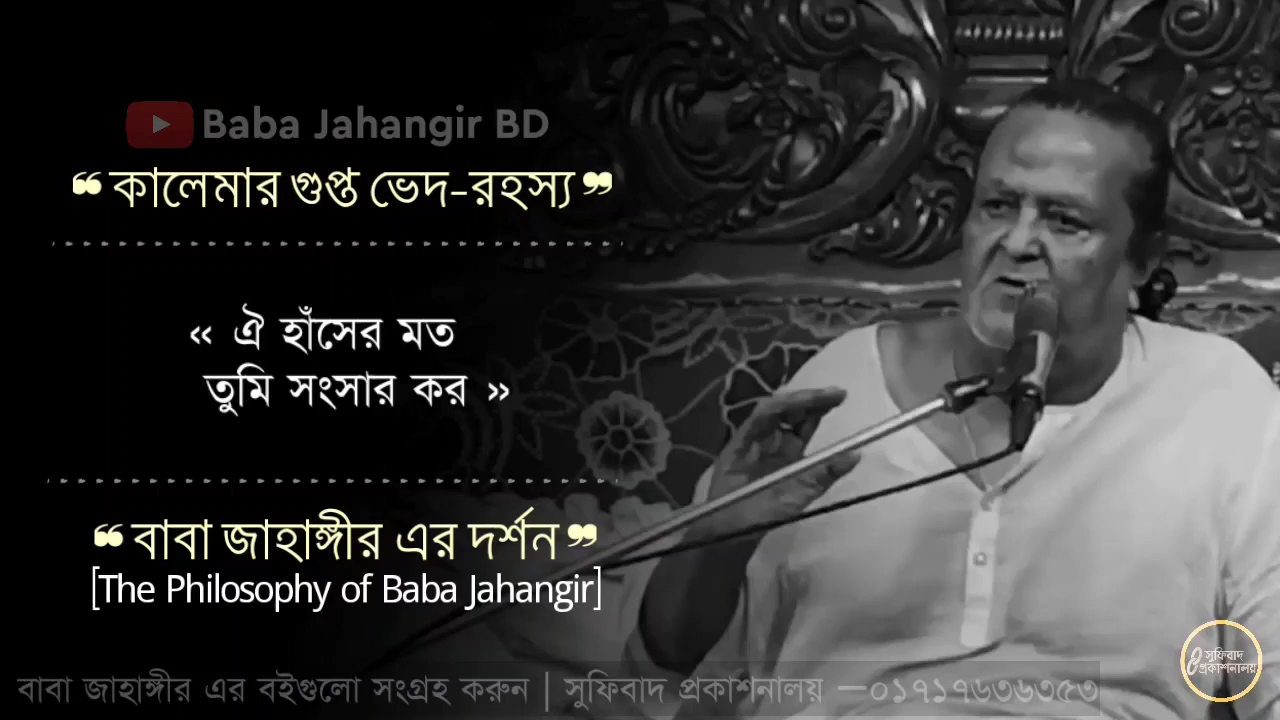 Baba Jahangir BD
❝ কালেমার গুপ্ত ভেদ-রহস্য ❞
« ঐ হাঁসের মত
তুমি সংসার কর »
❝ বাবা জাহাঙ্গীর এর দর্শন ❞
[The Philosophy of Baba Jahangir]
বাবা জাহাঙ্গীর এর বইগুলো সংগ্রহ করুন | সুফিবাদ প্রকাশনালয় —০১৭১৭৬৩৬৩৫৩
সুফিবাদ
প্রকাশনালয়